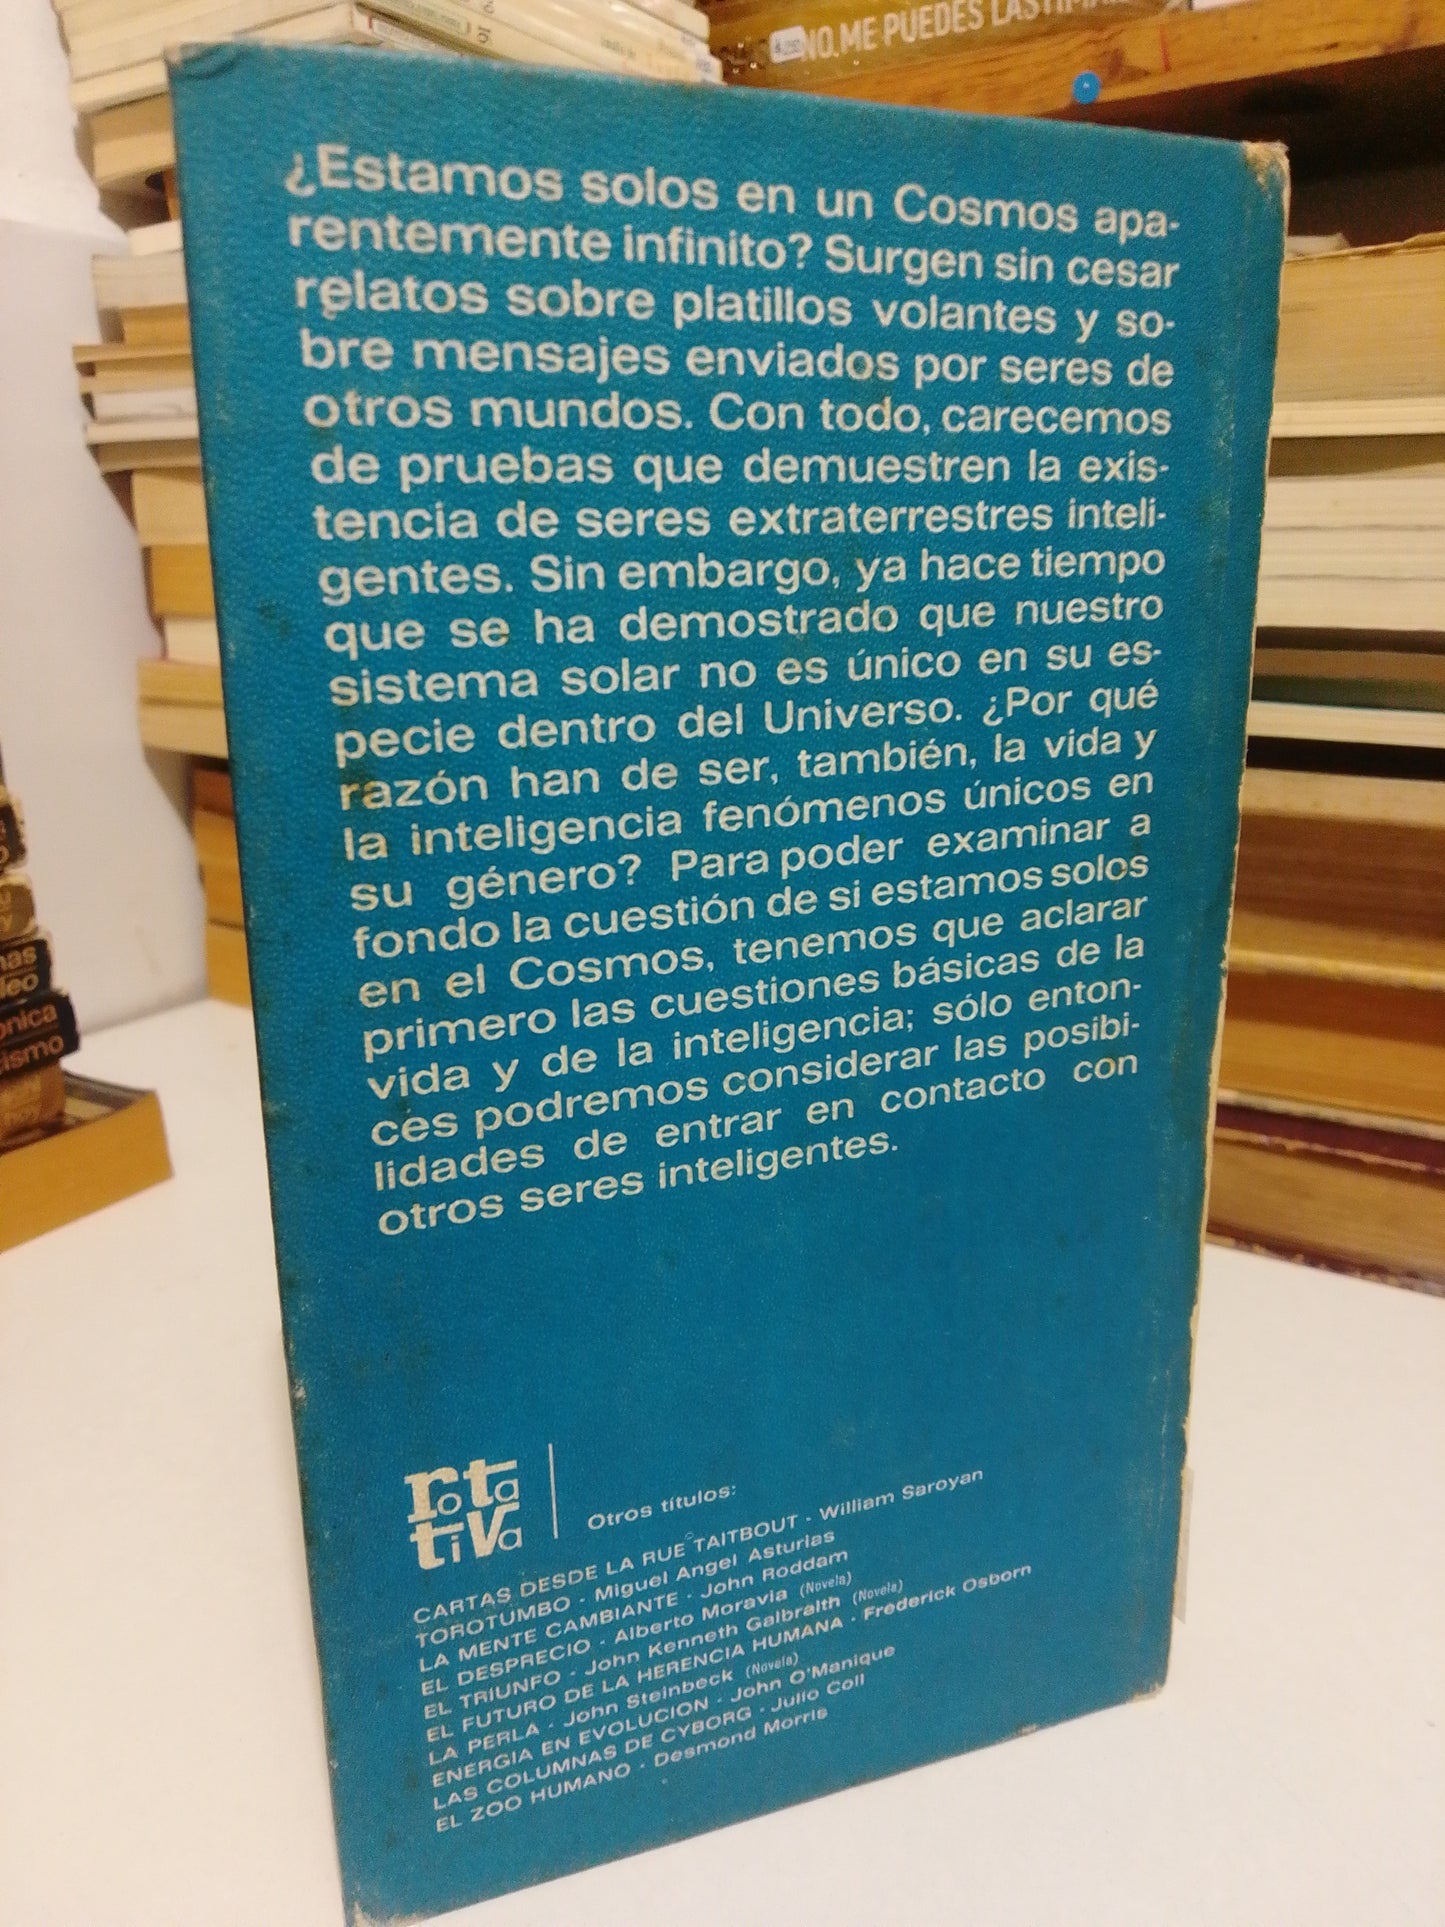 NO ME PUEDES LASTIMA
¿Estamos solos en un Cosmos apa-
rentemente infinito? Surgen sin cesar
relatos sobre platillos volantes y so-
bre mensajes enviados por seres de
otros mundos. Con todo, carecemos
de pruebas que demuestren la exis-
tencia de seres extraterrestres inteli-
gentes. Sin embargo, ya hace tiempo
que se ha demostrado que nuestro
sistema solar no es único en su es-
pecie dentro del Universo. ¿Por qué
razón han de ser, también, la vida y
la inteligencia fenómenos únicos en
su género? Para poder examinar a
fondo la cuestión de si estamos solos
en el Cosmos, tenemos que aclarar
primero las cuestiones básicas de la
vida y de la inteligencia; sólo enton-
ces podremos considerar las posibi-
lidades de entrar en contacto con
otros seres inteligentes.
rota
tiva
Otros títulos:
CARTAS DESDE LA RUE TAITBOUT - William Saroyan
TOROTUMBO - Miguel Angel Asturias
LA MENTE CAMBIANTE - John Roddam
EL DESPRECIO - Alberto Moravia (Novela)
EL TRIUNFO - John Kenneth Galbraith (Novela)
EL FUTURO DE LA HERENCIA HUMANA - Frederick Osborn
LA PERLA - John Steinbeck (Novela)
ENERGIA EN EVOLUCION - John O'Manique
LAS COLUMNAS DE CYBORG - Julio Coll
EL ZOO HUMANO - Desmond Morris